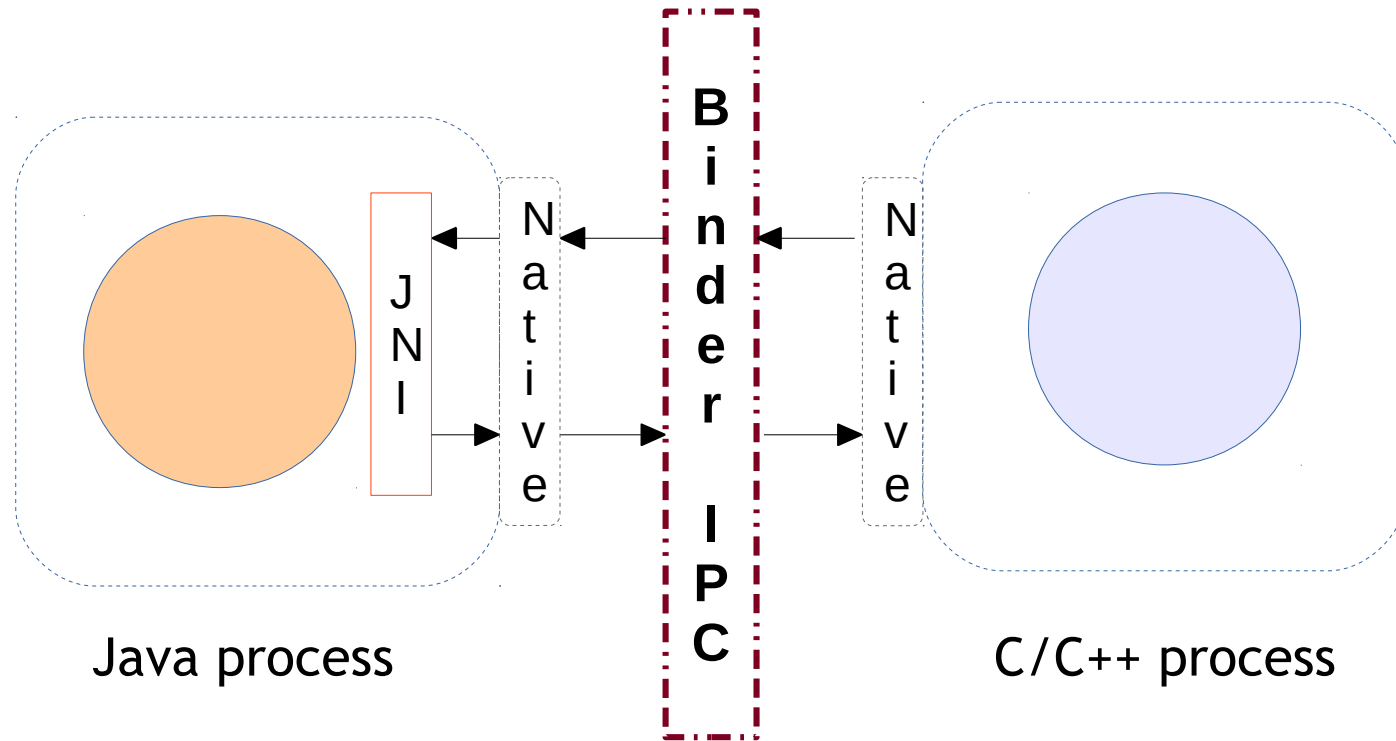 JNI
Native
Binder IPC
Native
Java process
C/C++ process